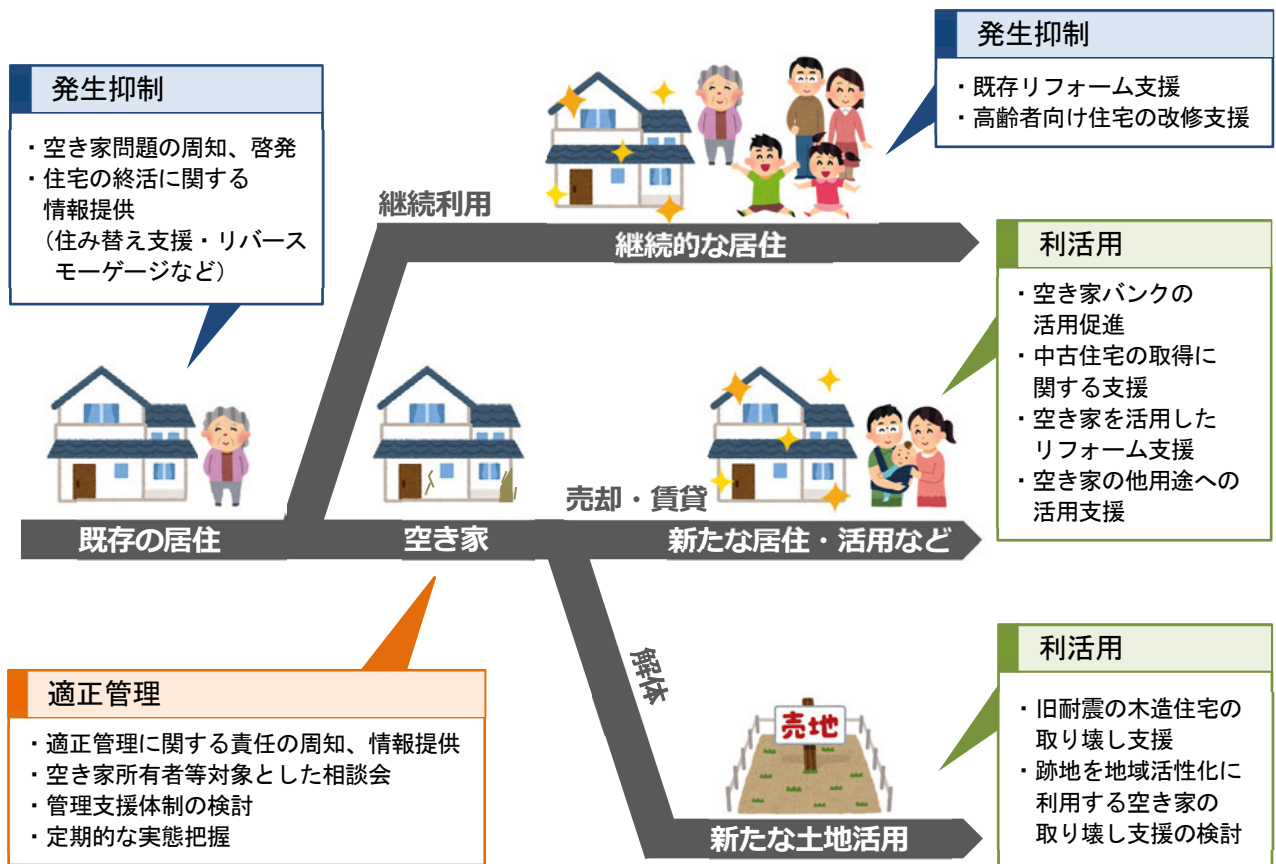 発生抑制
・空き家問題の周知、啓発
・住宅の終活に関する
情報提供
（住み替え支援・リバース
モーゲージなど）
発生抑制
・既存リフォーム支援
・高齢者向け住宅の改修支援
継続利用
継続的な居住
利活用
・空き家バンクの
活用促進
・中古住宅の取得に
関する支援
・空き家を活用した
リフォーム支援
・空き家の他用途への
活用支援
既存の居住
空き家
売却・賃貸
新たな居住・活用など
適正管理
・適正管理に関する責任の周知、情報提供
・空き家所有者等対象とした相談会
・管理支援体制の検討
・定期的な実態把握
解体
売地
新たな土地活用
利活用
・旧耐震の木造住宅の
取り壊し支援
・跡地を地域活性化に
利用する空き家の
取り壊し支援の検討